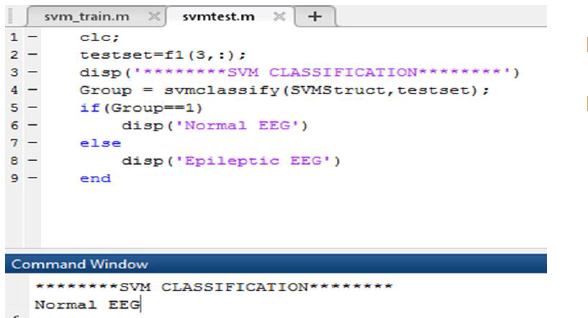 svm_train.m × svmtest.m × +
1 – clc;
2 – testset=f1(3,:);
3 – disp('********SVM CLASSIFICATION********')
4 – Group = svmclassify(SVMStruct,testset);
5 – if(Group==1)
6 – disp('Normal EEG')
7 – else
8 – disp('Epileptic EEG')
9 – end
Command Window
********SVM CLASSIFICATION********
Normal EEG